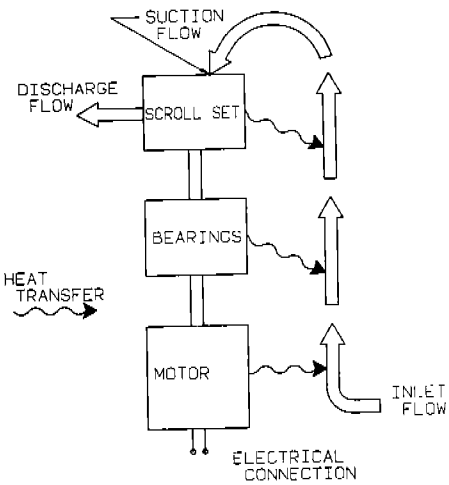 SUCTION
FLOW
DISCHARGE
FLOW
SCROLL SET
BEARINGS
HEAT
TRANSFER
MOTOR
INLET
FLOW
ELECTRICAL
CONNECTION